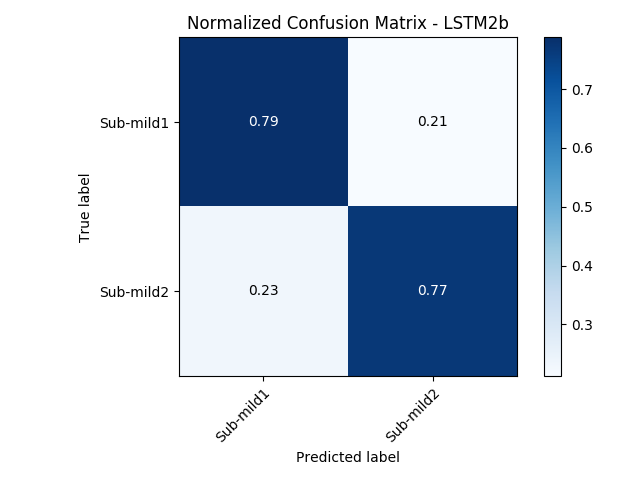 Normalized Confusion Matrix - LSTM2b
True label
Sub-mild1
0.79
0.21
Sub-mild2
0.23
0.77
Sub-mild1
Sub-mild2
Predicted label
0.7
0.6
0.5
0.4
0.3